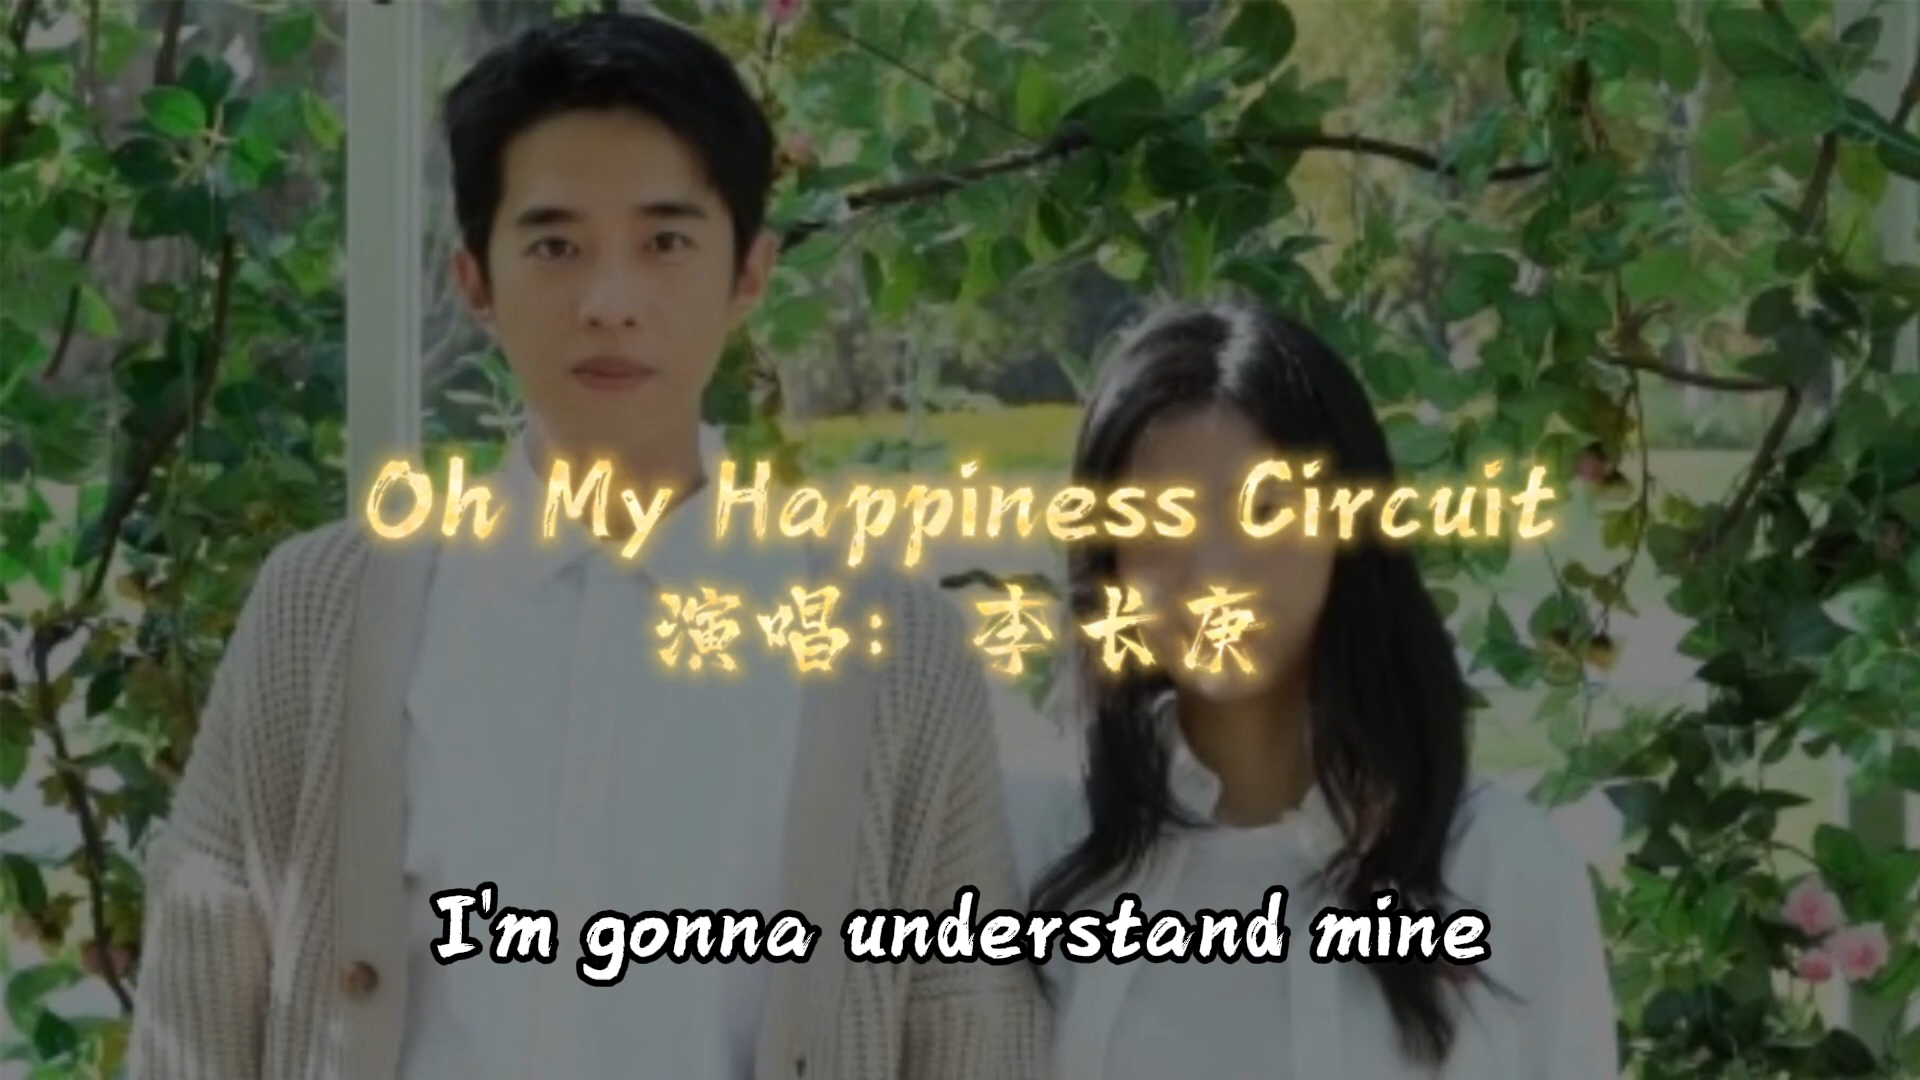 Oh My Happiness Circuit
演唱：李长庚
I'm gonna understand mine